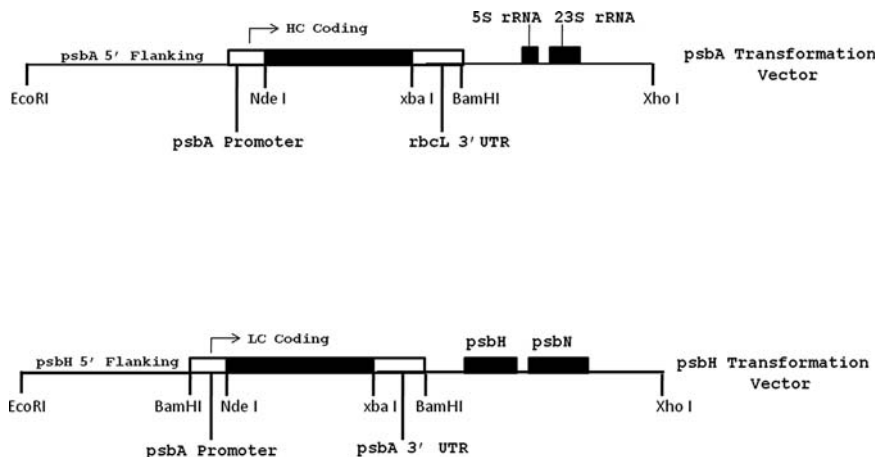 5S rRNA 23S rRNA
HC Coding
psbA 5' Flanking
psbA Transformation
Vector
EcoRI Nde I xba I BamHI Xho I
psbA Promoter rbcL 3' UTR
LC Coding psbH psbN
psbH 5' Flanking
psbH Transformation
Vector
EcoRI BamHI Nde I xba I BamHI Xho I
psbA Promoter psbA 3' UTR